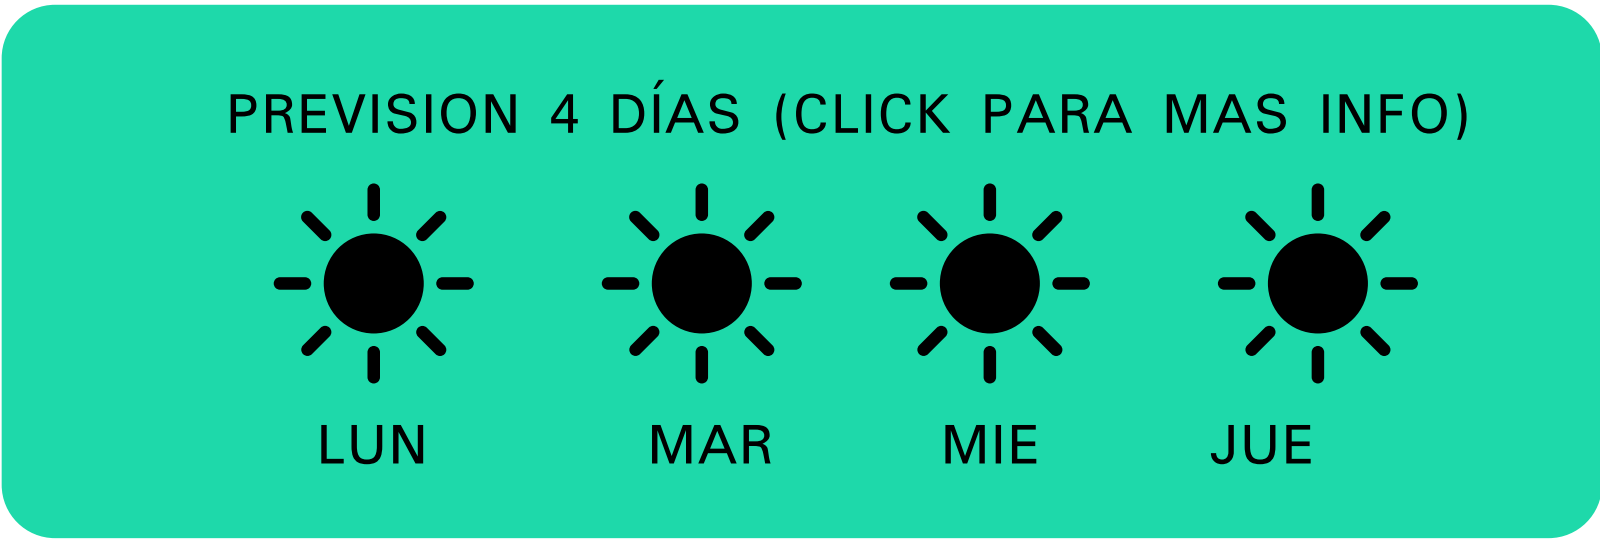 PREVISION 4 DÍAS (CLICK PARA MAS INFO)
LUN MAR MIE JUE